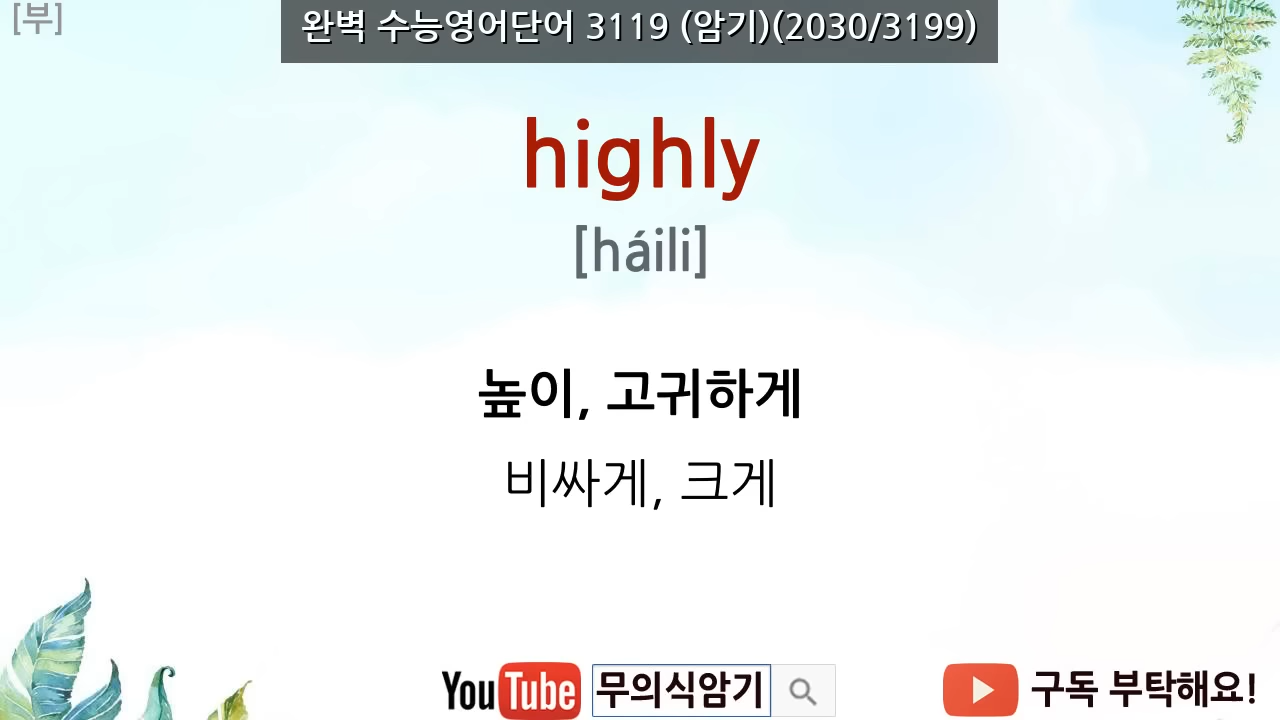 [부]
완벽 수능영어단어 3119 (암기)(2030/3199)
highly
[háili]
높이, 고귀하게
비싸게, 크게
YouTube 무의식암기
구독 부탁해요!